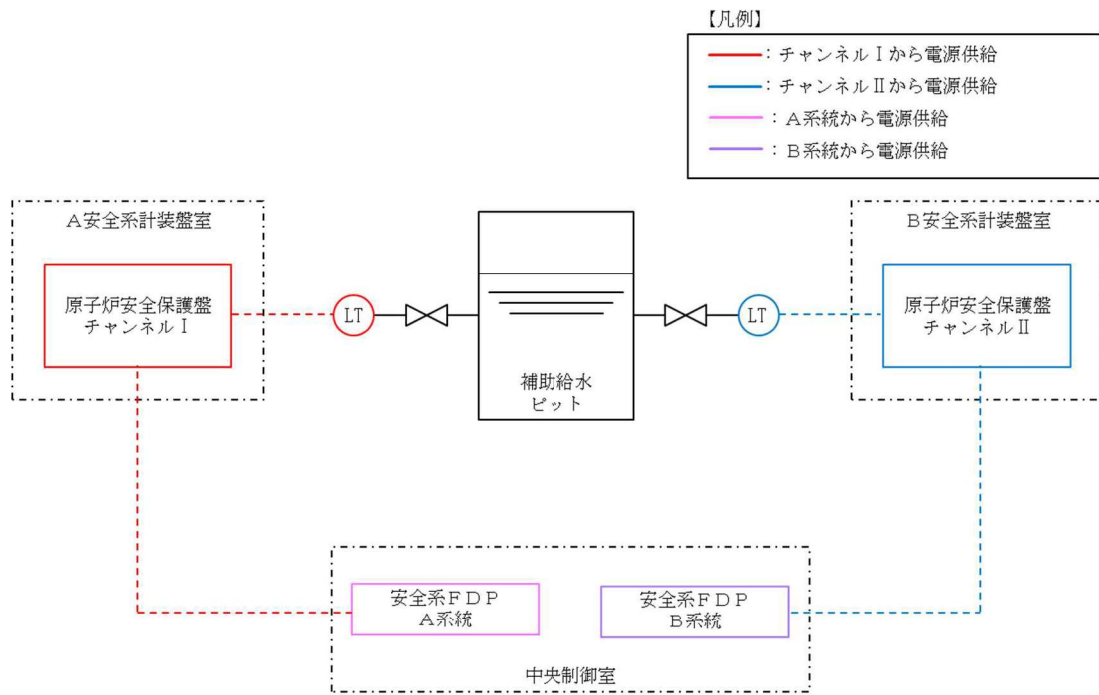 【凡例】
：チャンネルⅠから電源供給
：チャンネルⅡから電源供給
：Ａ系統から電源供給
：Ｂ系統から電源供給
Ａ安全系計装盤室
原子炉安全保護盤
チャンネルⅠ
LT
補助給水
ピット
LT
Ｂ安全系計装盤室
原子炉安全保護盤
チャンネルⅡ
安全系ＦＤＰ
Ａ系統
安全系ＦＤＰ
Ｂ系統
中央制御室